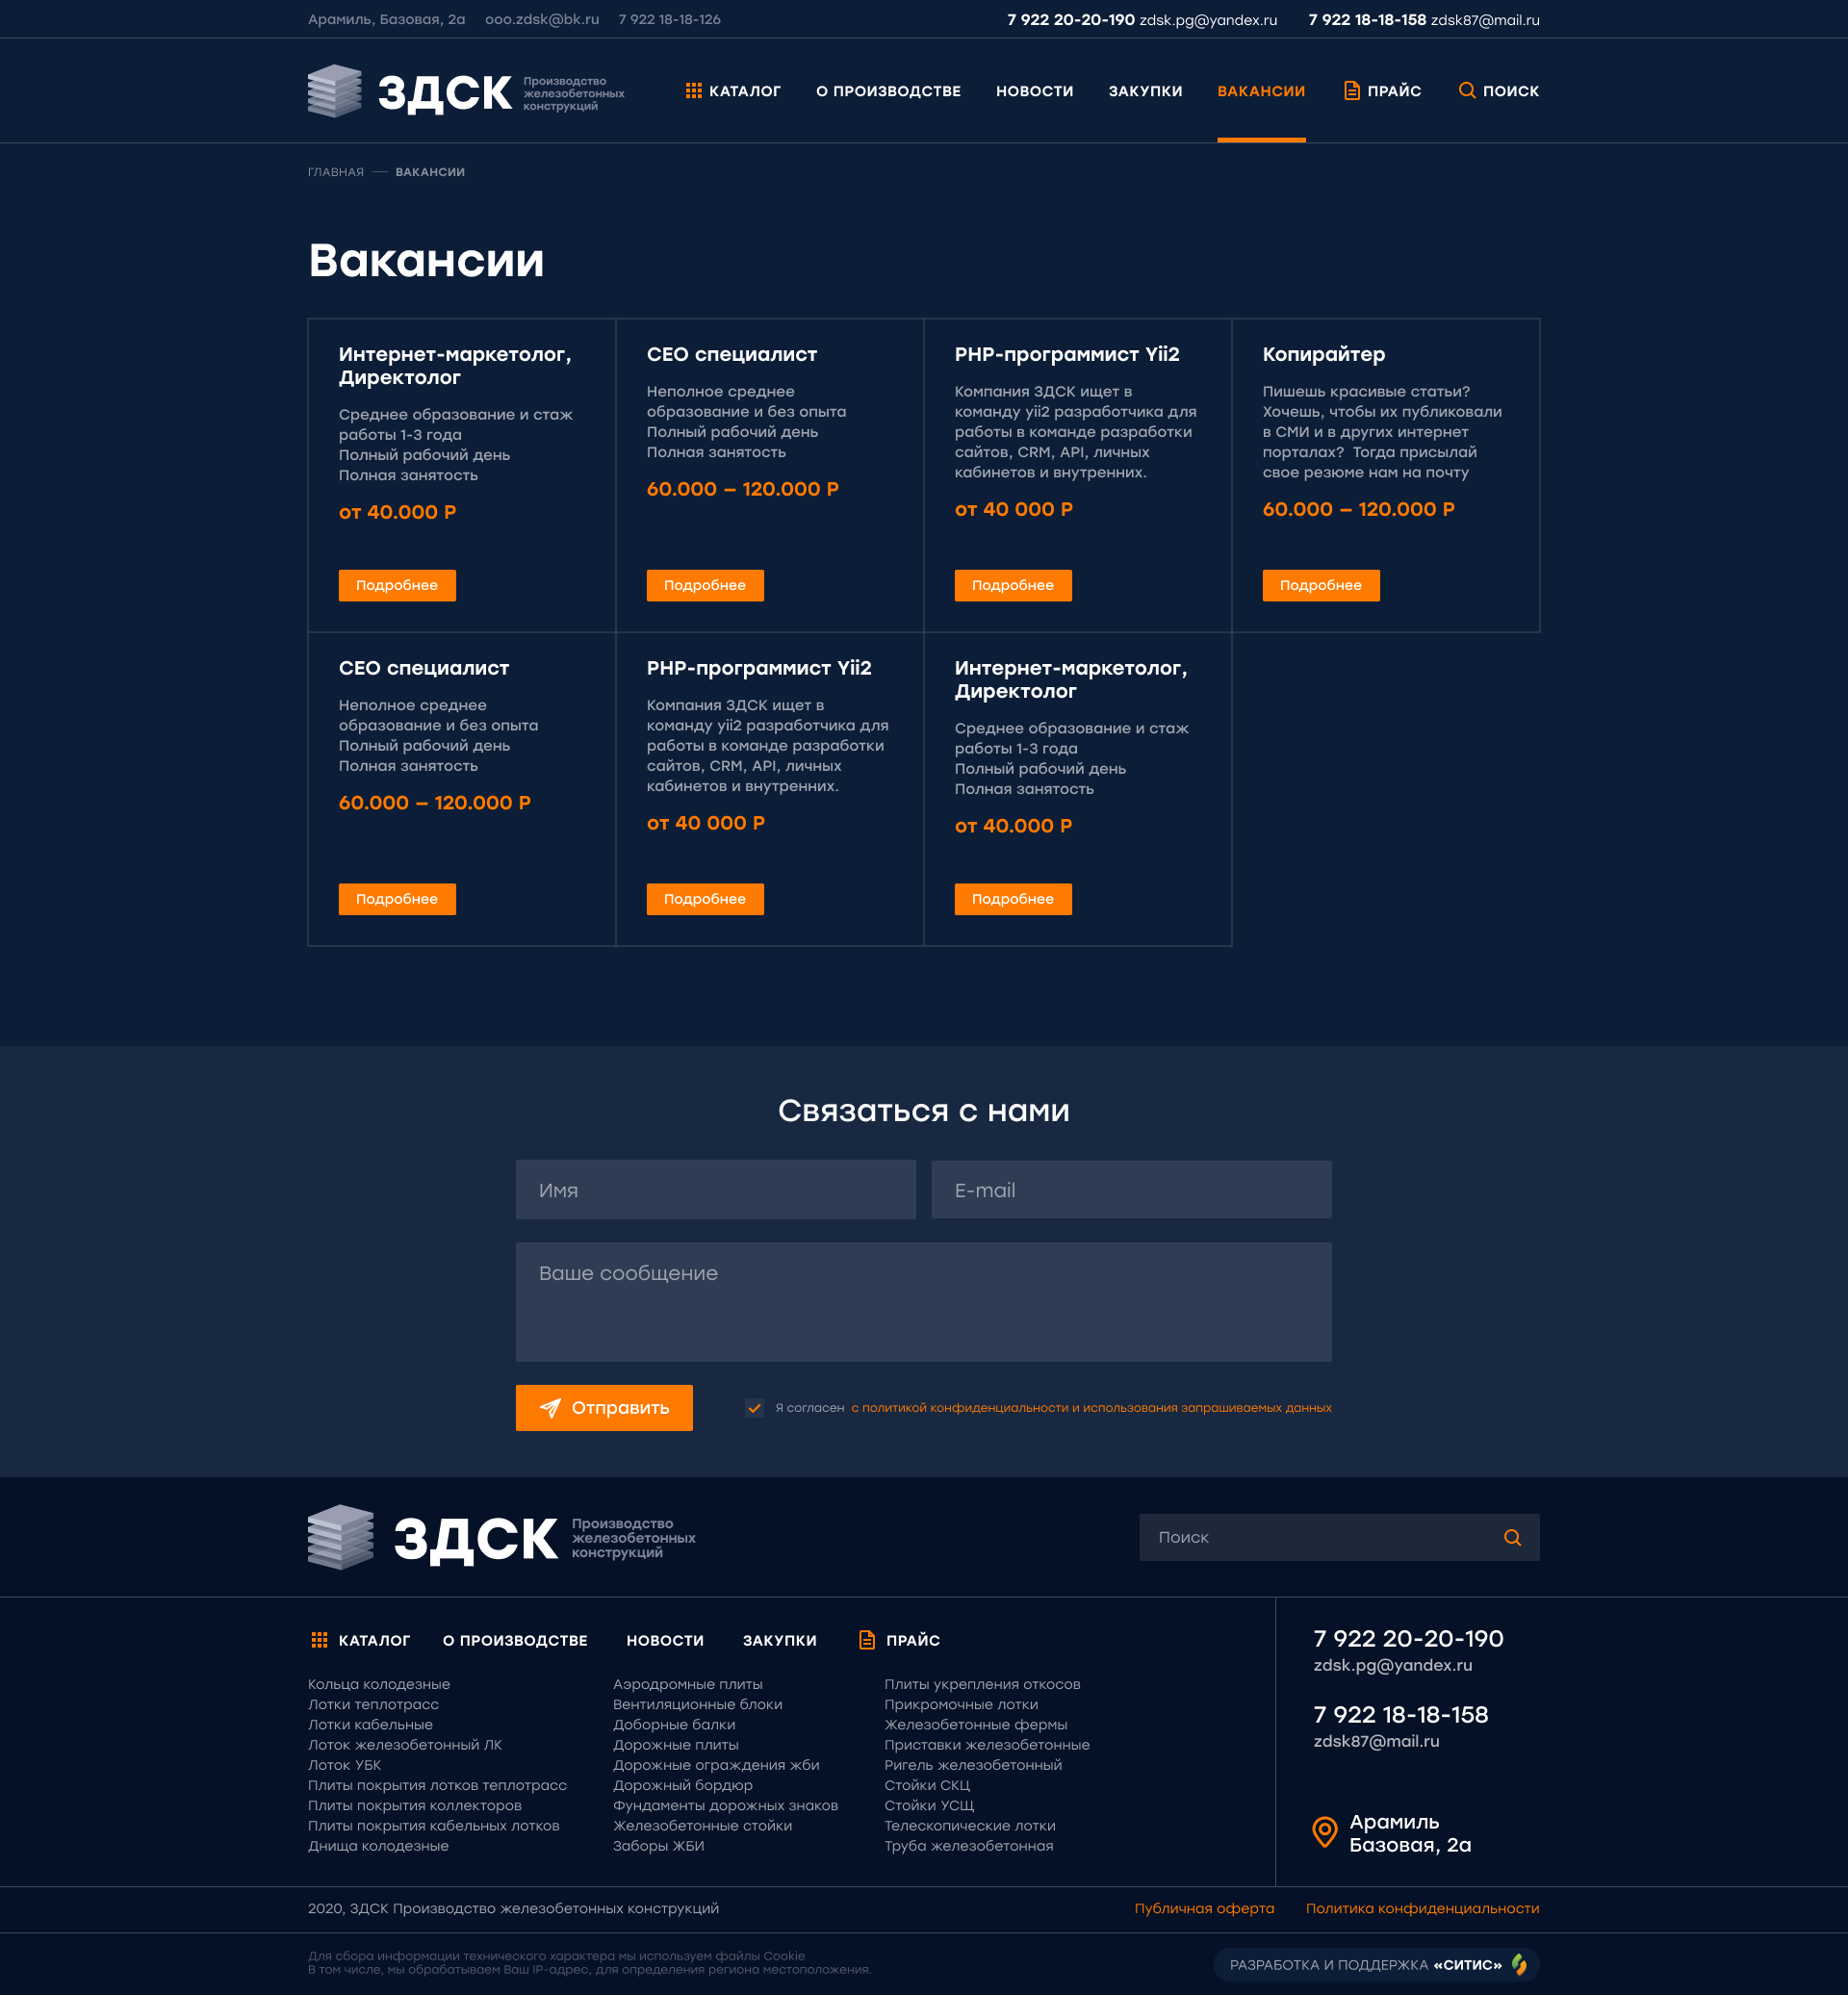 Арамиль, Базовая, 2а ooo.zdsk@bk.ru 7 922 18-18-126 7 922 20-20-190 zdsk.pg@yandex.ru 7 922 18-18-158 zdsk87@mail.ru
ЗДСК
Производство
железобетонных
конструкций
КАТАЛОГ О ПРОИЗВОДСТВЕ НОВОСТИ ЗАКУПКИ ВАКАНСИИ ПРАЙС ПОИСК
ГЛАВНАЯ — ВАКАНСИИ
Вакансии
Интернет-маркетолог,
Директолог
Среднее образование и стаж
работы 1-3 года
Полный рабочий день
Полная занятость
от 40.000 Р
Подробнее
СЕО специалист
Неполное среднее
образование и без опыта
Полный рабочий день
Полная занятость
60.000 – 120.000 Р
Подробнее
PHP-программист Yii2
Компания ЗДСК ищет в
команду yii2 разработчика для
работы в команде разработки
сайтов, CRM, API, личных
кабинетов и внутренних.
от 40 000 Р
Подробнее
Копирайтер
Пишешь красивые статьи?
Хочешь, чтобы их публиковали
в СМИ и в других интернет
порталах? Тогда присылай
свое резюме нам на почту
60.000 – 120.000 Р
Подробнее
СЕО специалист
Неполное среднее
образование и без опыта
Полный рабочий день
Полная занятость
60.000 – 120.000 Р
Подробнее
PHP-программист Yii2
Компания ЗДСК ищет в
команду yii2 разработчика для
работы в команде разработки
сайтов, CRM, API, личных
кабинетов и внутренних.
от 40 000 Р
Подробнее
Интернет-маркетолог,
Директолог
Среднее образование и стаж
работы 1-3 года
Полный рабочий день
Полная занятость
от 40.000 Р
Подробнее
Связаться с нами
Имя
E-mail
Ваше сообщение
Отправить
Я согласен с политикой конфиденциальности и использования запрашиваемых данных
ЗДСК
Производство
железобетонных
конструкций
Поиск
КАТАЛОГ О ПРОИЗВОДСТВЕ НОВОСТИ ЗАКУПКИ ПРАЙС
Кольца колодезные
Лотки теплотрасс
Лотки кабельные
Лоток железобетонный ЛК
Лоток УБК
Плиты покрытия лотков теплотрасс
Плиты покрытия коллекторов
Плиты покрытия кабельных лотков
Днища колодезные
Аэродромные плиты
Вентиляционные блоки
Доборные балки
Дорожные плиты
Дорожные ограждения жби
Дорожный бордюр
Фундаменты дорожных знаков
Железобетонные стойки
Заборы ЖБИ
Плиты укрепления откосов
Прикромочные лотки
Железобетонные фермы
Приставки железобетонные
Ригель железобетонный
Стойки СКЦ
Стойки УСЩ
Телескопические лотки
Труба железобетонная
7 922 20-20-190
zdsk.pg@yandex.ru
7 922 18-18-158
zdsk87@mail.ru
Арамиль
Базовая, 2а
2020, ЗДСК Производство железобетонных конструкций
Публичная оферта Политика конфиденциальности
Для сбора информации технического характера мы используем файлы Cookie
В том числе, мы обрабатываем Ваш IP-адрес, для определения региона местоположения.
РАЗРАБОТКА И ПОДДЕРЖКА «СИТИС»